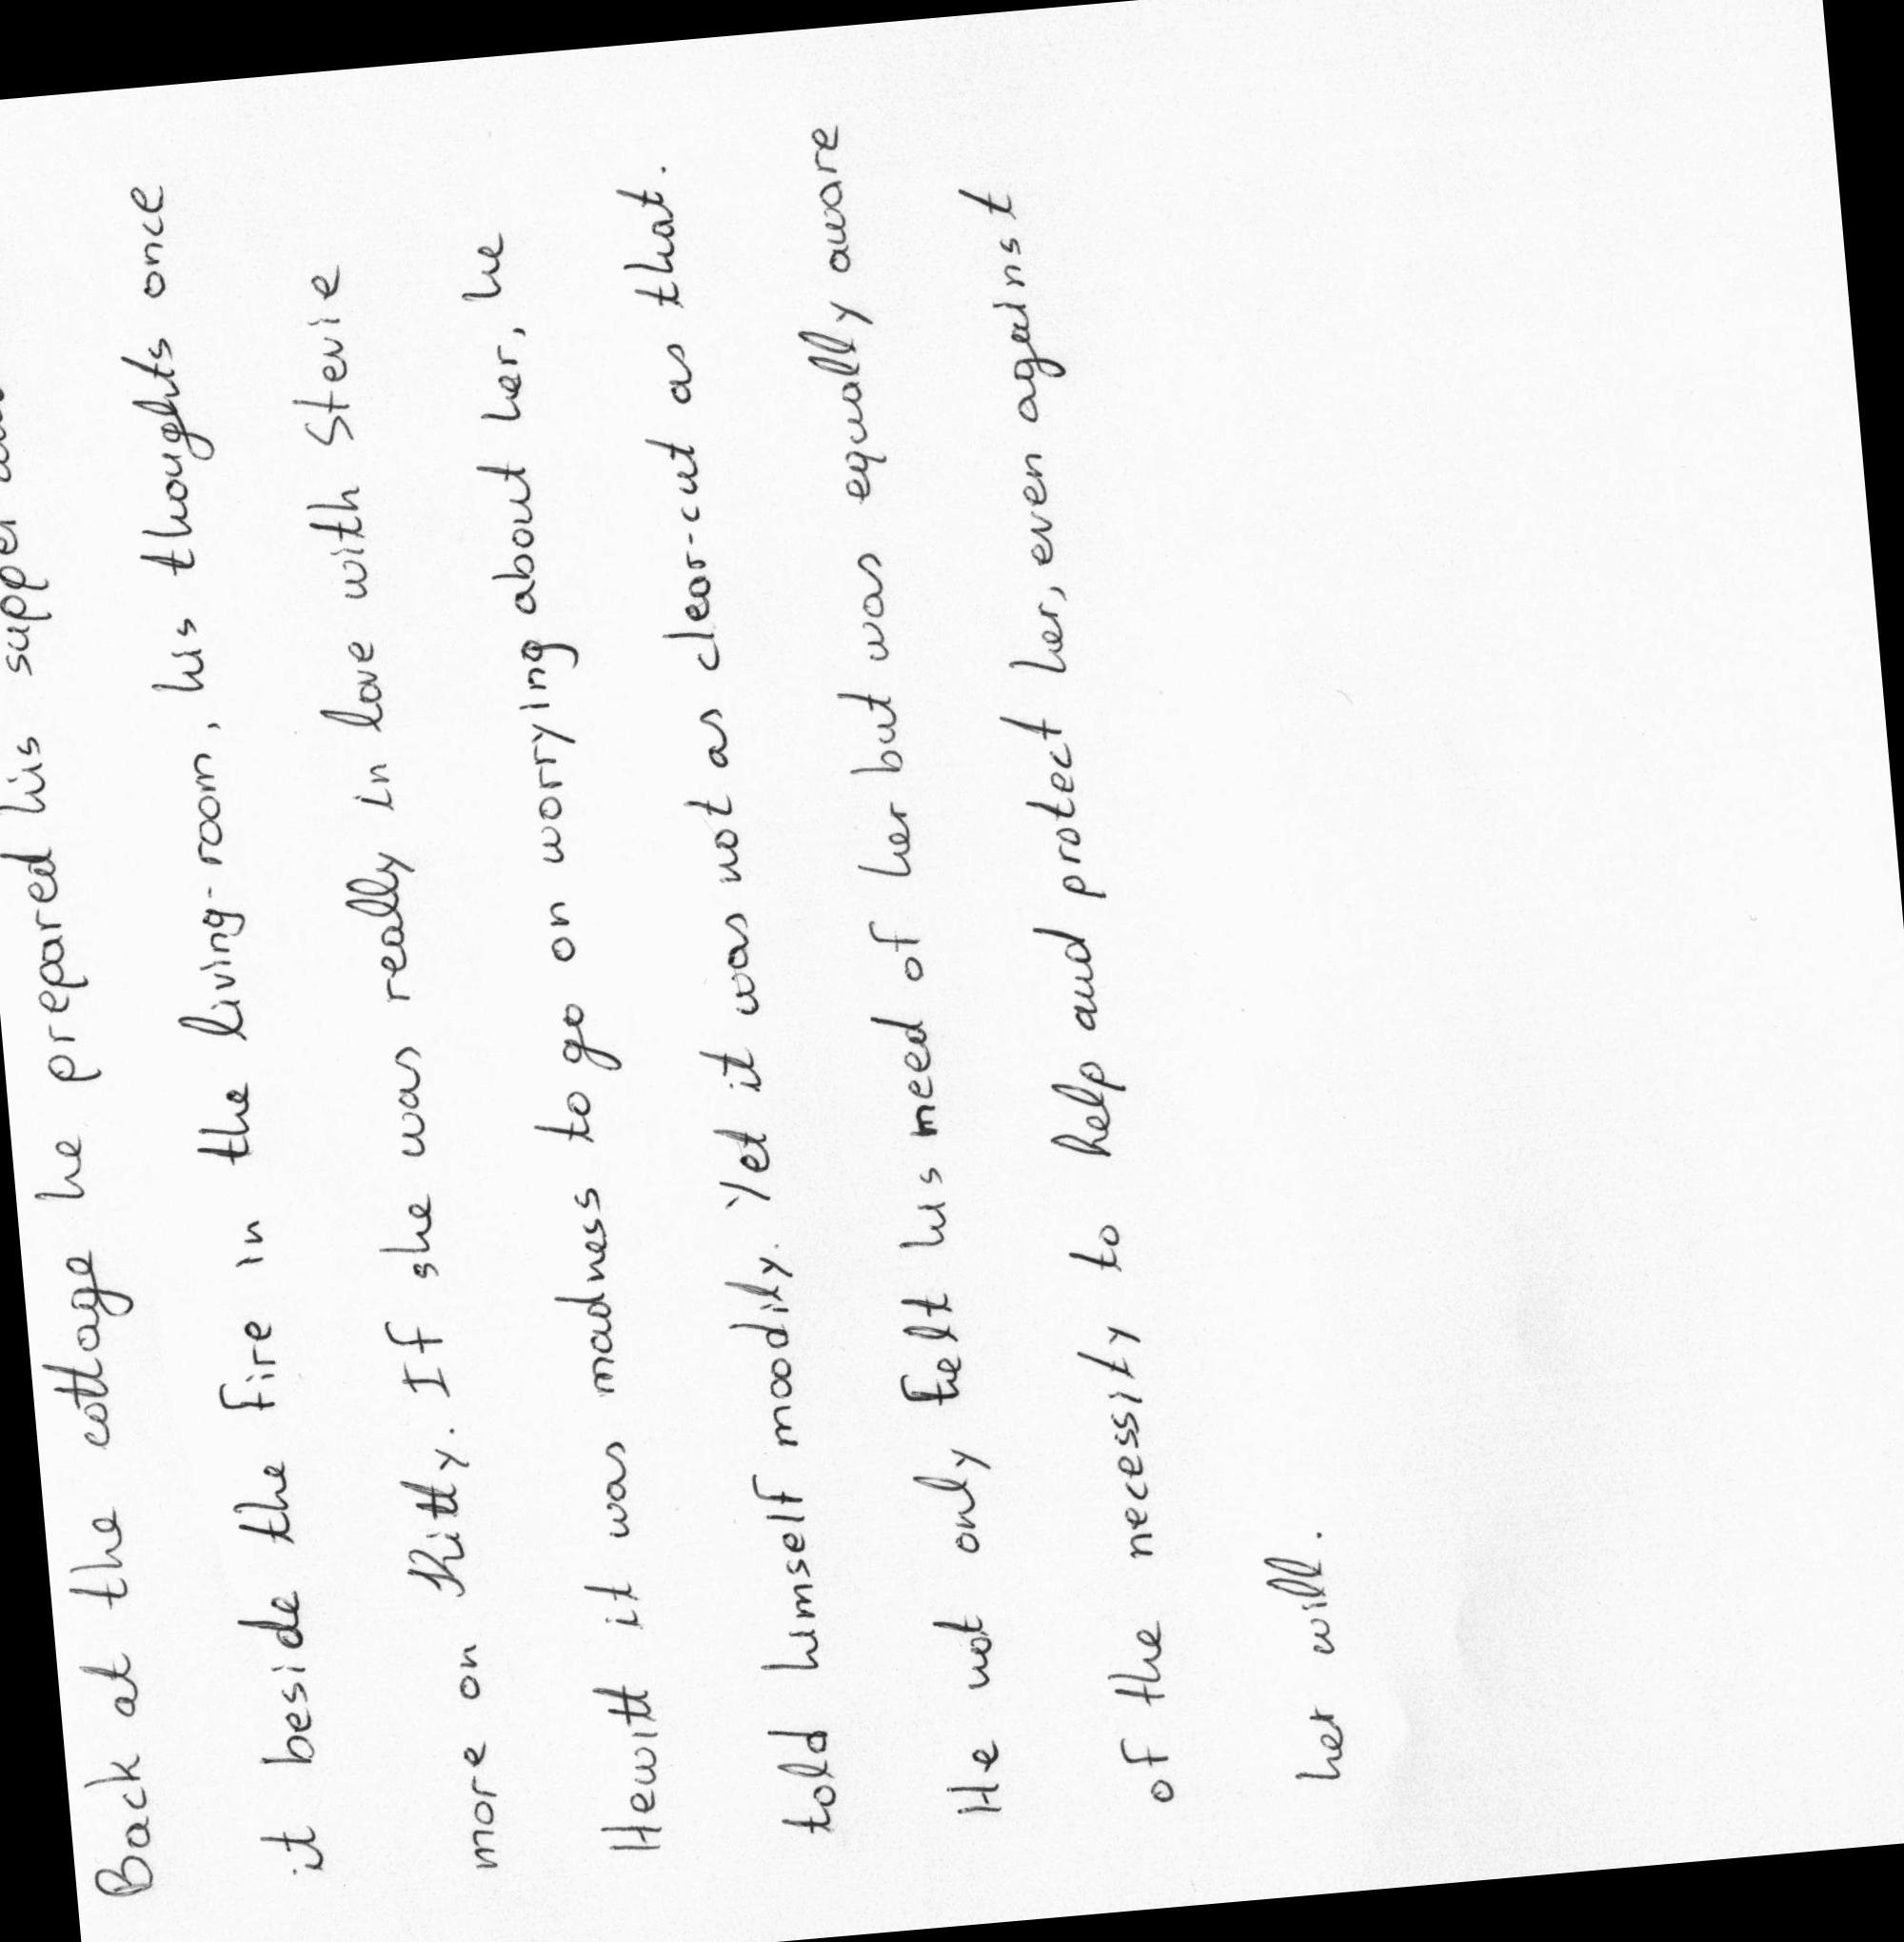 Back at the cottage he prepared his supper
it beside the fire in the living-room, his thoughts once
more on Kitty. If she was really in love with Stevie
Hewitt it was madness to go on worrying about her, he
told himself moodily. Yet it was not as clear-cut as that.
He not only felt his need of her but was equally aware
of the necessity to help and protect her, even against
her will.